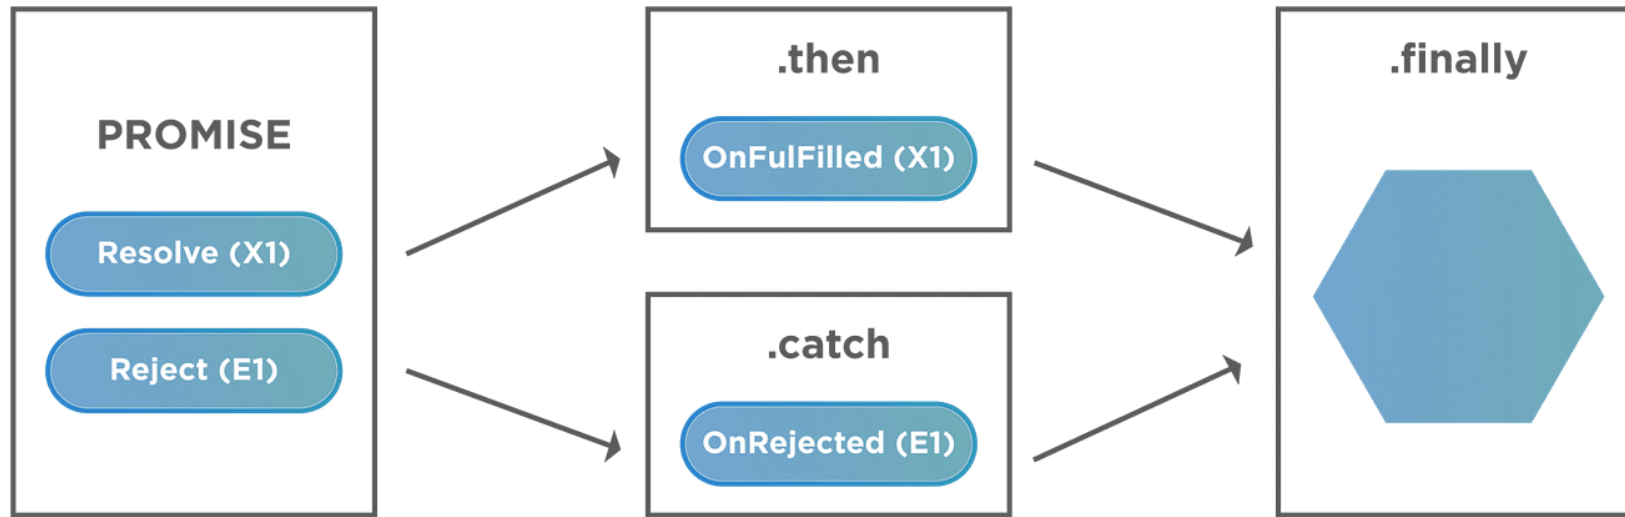 PROMISE
Resolve (X1)
Reject (E1)
.then
OnFulFilled (X1)
.catch
OnRejected (E1)
.finally